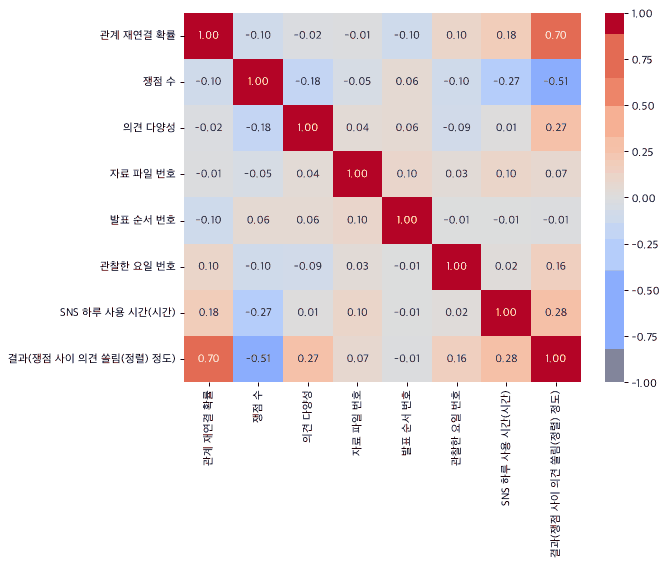 관계 재연결 확률 1.00 −0.10 −0.02 −0.01 −0.10 0.10 0.18 0.70
쟁점 수 −0.10 1.00 −0.18 −0.05 0.06 −0.10 −0.27 −0.51
의견 다양성 −0.02 −0.18 1.00 0.04 0.06 −0.09 0.01 0.27
자료 파일 번호 −0.01 −0.05 0.04 1.00 0.10 0.03 0.10 0.07
발표 순서 번호 −0.10 0.06 0.06 0.10 1.00 −0.01 −0.01 −0.01
관찰한 요일 번호 0.10 −0.10 −0.09 0.03 −0.01 1.00 0.02 0.16
SNS 하루 사용 시간(시간) 0.18 −0.27 0.01 0.10 −0.01 0.02 1.00 0.28
결과(쟁점 사이 의견 쏠림(정렬) 정도) 0.70 −0.51 0.27 0.07 −0.01 0.16 0.28 1.00
관계 재연결 확률
쟁점 수
의견 다양성
자료 파일 번호
발표 순서 번호
관찰한 요일 번호
SNS 하루 사용 시간(시간)
결과(쟁점 사이 의견 쏠림(정렬) 정도)
1.00
0.75
0.50
0.25
0.00
−0.25
−0.50
−0.75
−1.00